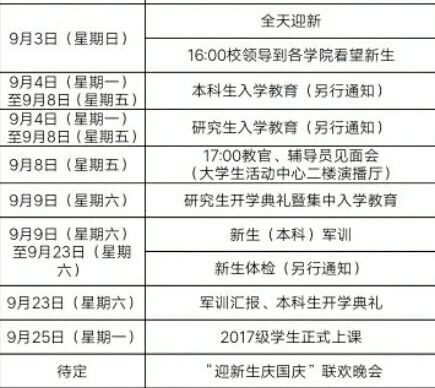 9月3日（星期日）
全天迎新
16:00校领导到各学院看望新生
9月4日（星期一）
至9月8日（星期五）
本科生入学教育（另行通知）
9月4日（星期一）
至9月8日（星期五）
研究生入学教育（另行通知）
9月8日（星期五）
17:00教官、辅导员见面会
（大学生活动中心二楼演播厅）
9月9日（星期六）
研究生开学典礼暨集中入学教育
9月9日（星期六）
至9月23日（星期
六）
新生（本科）军训
新生体检（另行通知）
9月23日（星期六）
军训汇报、本科生开学典礼
9月25日（星期一）
2017级学生正式上课
待定
“迎新生庆国庆”联欢晚会